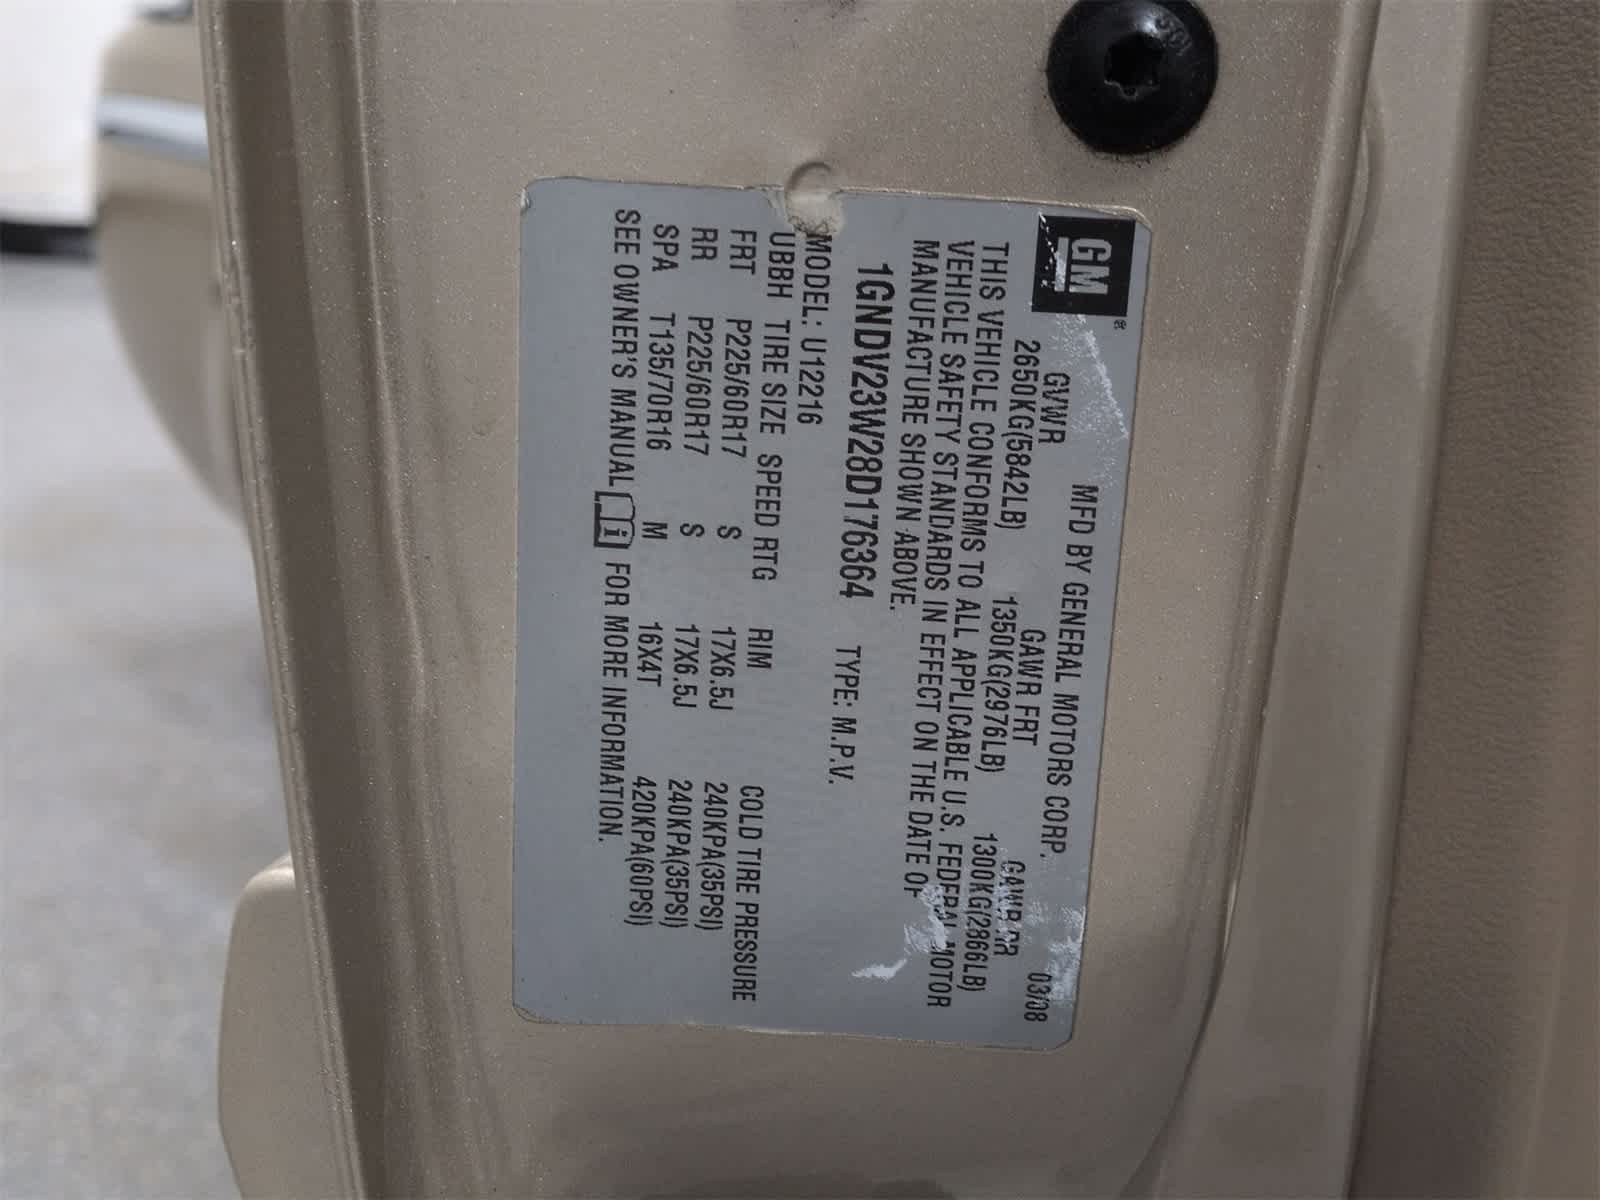 GM ®
MFD BY GENERAL MOTORS CORP. 03/08
GVWR GAWR FRT GAWR RR
2650KG(5842LB) 1350KG(2976LB) 1300KG(2866LB)
THIS VEHICLE CONFORMS TO ALL APPLICABLE U.S. FEDERAL MOTOR
VEHICLE SAFETY STANDARDS IN EFFECT ON THE DATE OF
MANUFACTURE SHOWN ABOVE.
1GNDV23W28D176364 TYPE: M.P.V.
MODEL: U12216
UBBH TIRE SIZE SPEED RTG RIM COLD TIRE PRESSURE
FRT P225/60R17 S 17X6.5J 240KPA(35PSI)
RR P225/60R17 S 17X6.5J 240KPA(35PSI)
SPA T135/70R16 M 16X4T 420KPA(60PSI)
SEE OWNER'S MANUAL i FOR MORE INFORMATION.